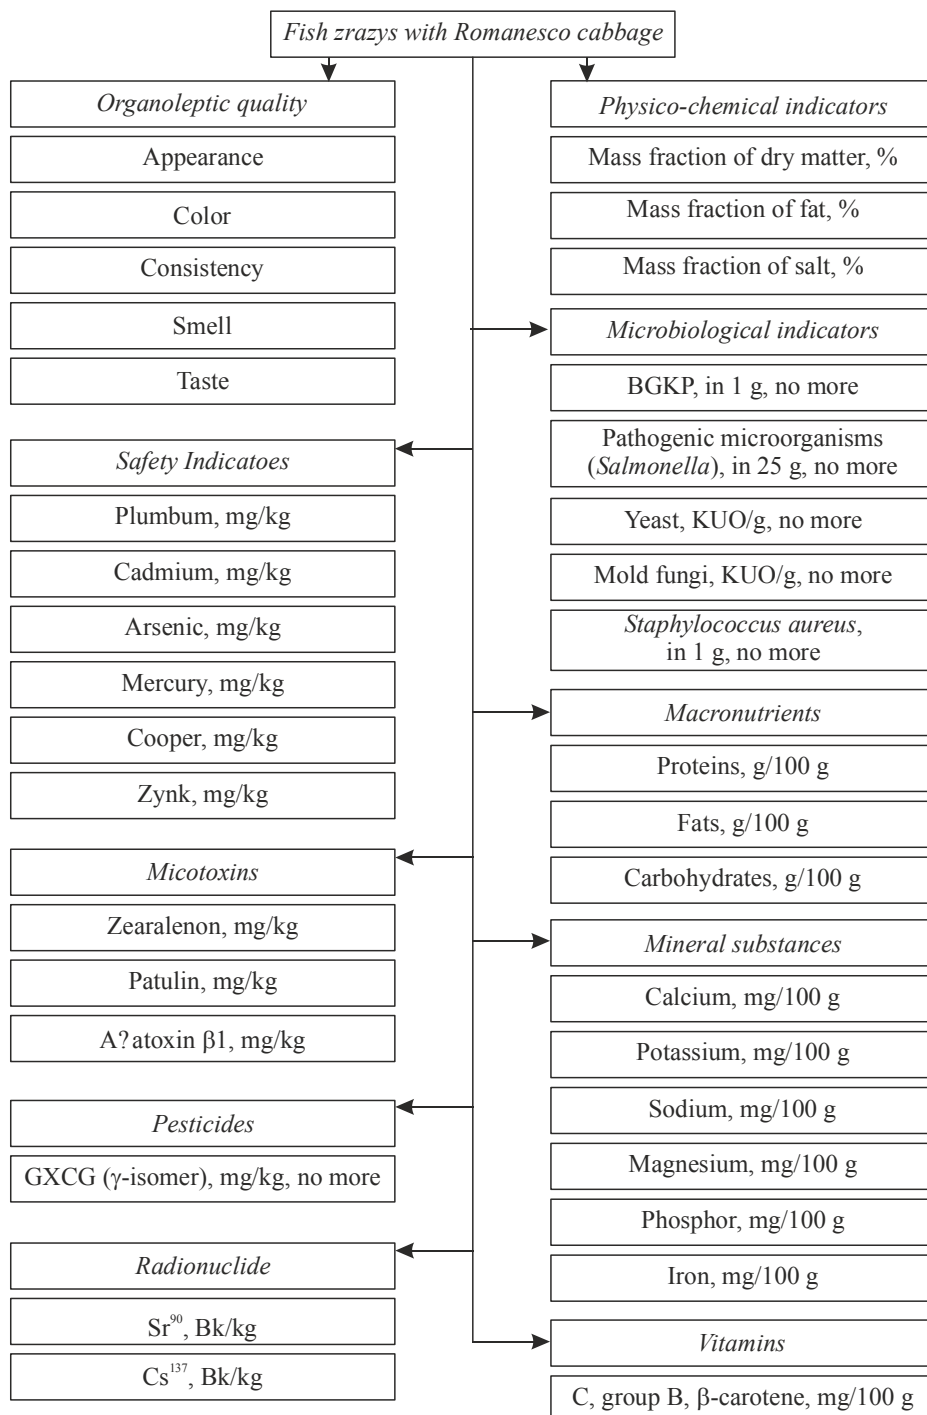 Fish zrazys with Romanesco cabbage
Organoleptic quality
Appearance
Color
Consistency
Smell
Taste
Safety Indicatoes
Plumbum, mg/kg
Cadmium, mg/kg
Arsenic, mg/kg
Mercury, mg/kg
Cooper, mg/kg
Zynk, mg/kg
Micotoxins
Zearalenon, mg/kg
Patulin, mg/kg
A?atoxin β1, mg/kg
Pesticides
GXCG (γ-isomer), mg/kg, no more
Radionuclide
Sr⁹⁰, Bk/kg
Cs¹³⁷, Bk/kg
Physico-chemical indicators
Mass fraction of dry matter, %
Mass fraction of fat, %
Mass fraction of salt, %
Microbiological indicators
BGKP, in 1 g, no more
Pathogenic microorganisms
(Salmonella), in 25 g, no more
Yeast, KUO/g, no more
Mold fungi, KUO/g, no more
Staphylococcus aureus,
in 1 g, no more
Macronutrients
Proteins, g/100 g
Fats, g/100 g
Carbohydrates, g/100 g
Mineral substances
Calcium, mg/100 g
Potassium, mg/100 g
Sodium, mg/100 g
Magnesium, mg/100 g
Phosphor, mg/100 g
Iron, mg/100 g
Vitamins
C, group B, β-carotene, mg/100 g